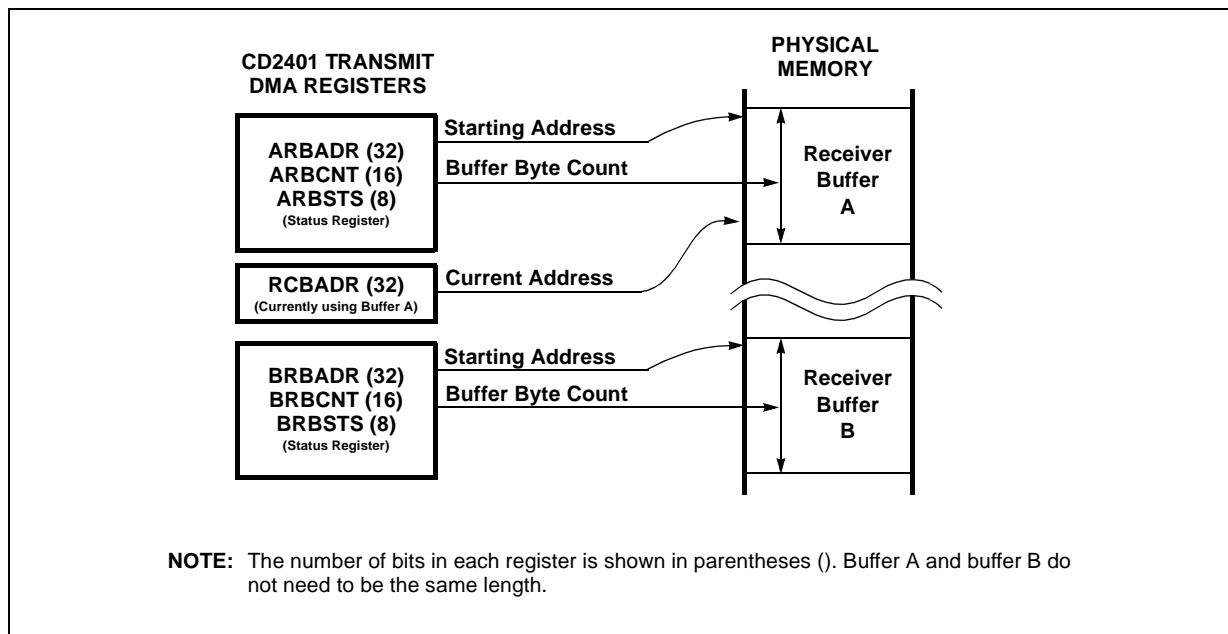 CD2401 TRANSMIT
DMA REGISTERS
PHYSICAL
MEMORY
ARBADR (32)
ARBCNT (16)
ARBSTS (8)
(Status Register)
Starting Address
Buffer Byte Count
Receiver
Buffer
A
RCBADR (32)
(Currently using Buffer A)
Current Address
BRBADR (32)
BRBCNT (16)
BRBSTS (8)
(Status Register)
Starting Address
Buffer Byte Count
Receiver
Buffer
B
NOTE: The number of bits in each register is shown in parentheses (). Buffer A and buffer B do
not need to be the same length.